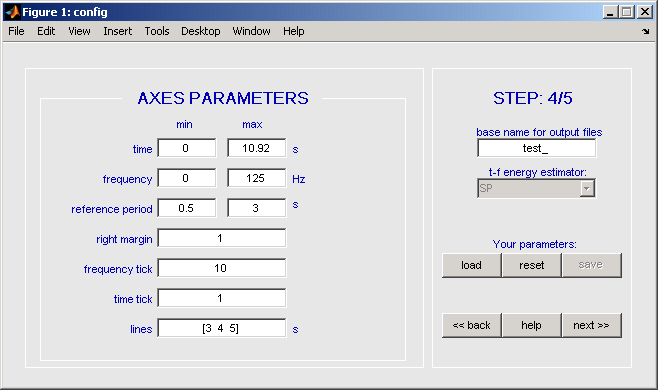 Figure 1: config
File Edit View Insert Tools Desktop Window Help
AXES PARAMETERS
min max
time 0 10.92 s
frequency 0 125 Hz
reference period 0.5 3 s
right margin 1
frequency tick 10
time tick 1
lines [3 4 5] s
STEP: 4/5
base name for output files
test_
t-f energy estimator:
SP
Your parameters:
load reset save
<< back help next >>